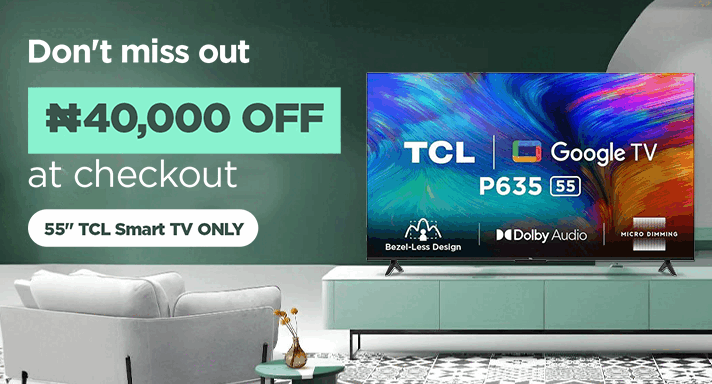 Don't miss out
₦40,000 OFF
at checkout
55" TCL Smart TV ONLY
TCL | Google TV
P635 55
Bezel-Less Design
Dolby Audio
MICRO DIMMING